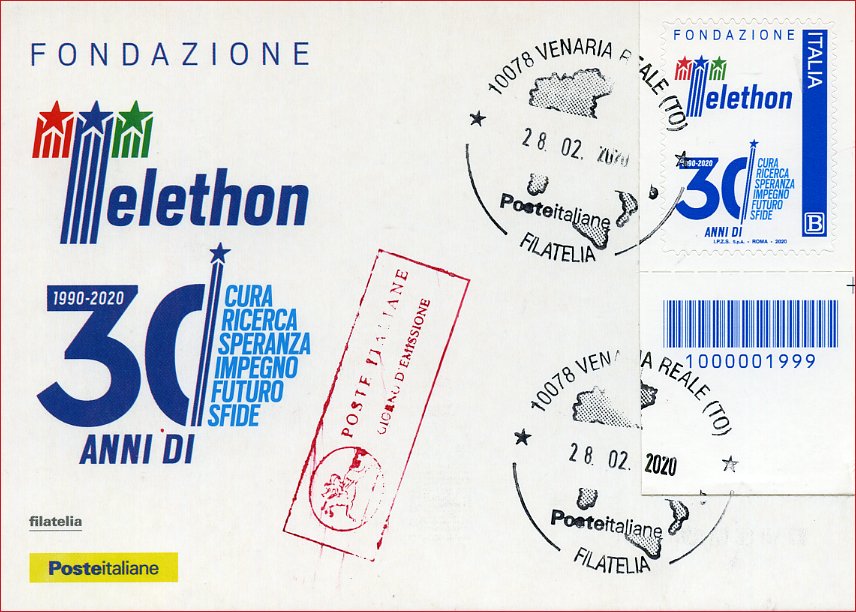 FONDAZIONE
Telethon
1990-2020
30
ANNI DI
CURA
RICERCA
SPERANZA
IMPEGNO
FUTURO
SFIDE
filatelia
Posteitaliane
POSTE ITALIANE
GIORNO D'EMISSIONE
10078 VENARIA REALE (TO)
28. 02. 2020
Posteitaliane
FILATELIA
FONDAZIONE
ITALIA
Telethon
1990-2020
30
ANNI DI
CURA
RICERCA
SPERANZA
IMPEGNO
FUTURO
SFIDE
B
I.P.Z.S. S.p.A. - ROMA - 2020
1000001999
10078 VENARIA REALE (TO)
28. 02. 2020
Posteitaliane
FILATELIA